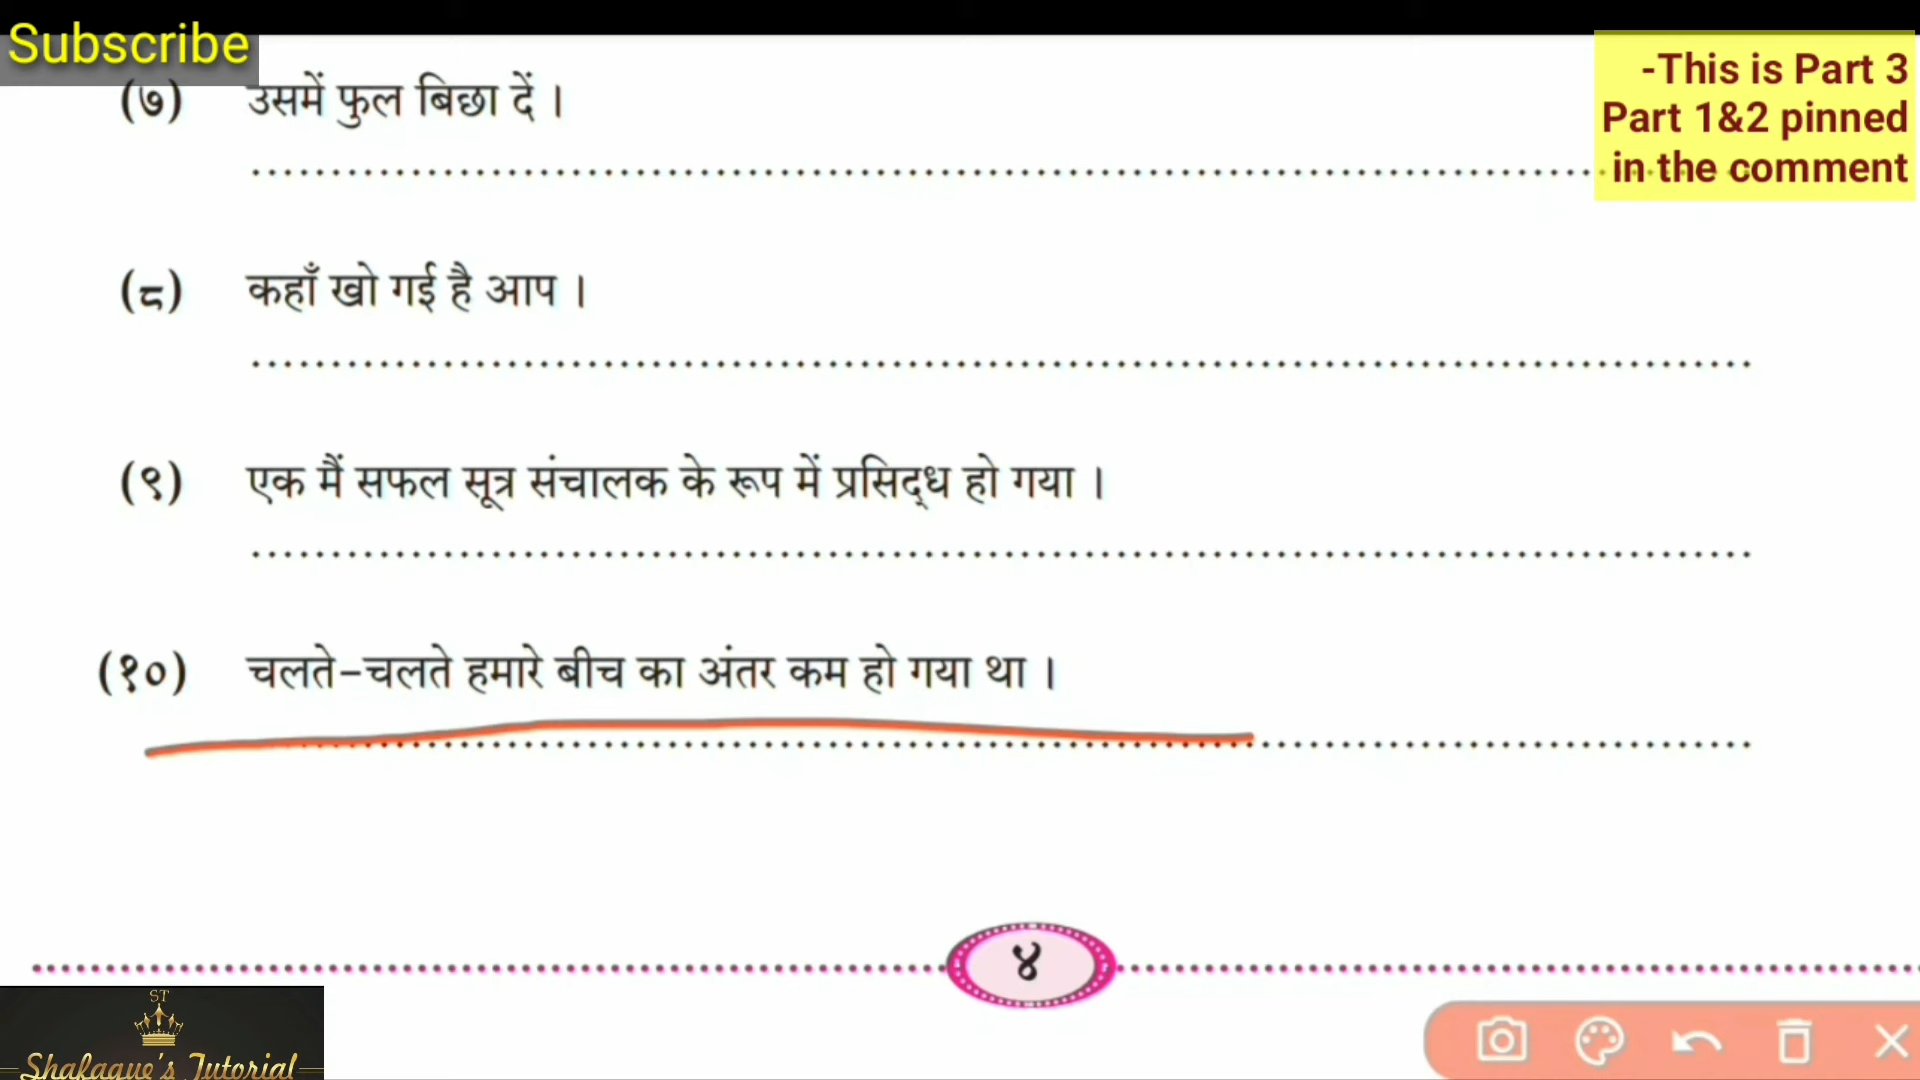 Subscribe
-This is Part 3
Part 1&2 pinned
in the comment
(७) उसमें फुल बिछा दें ।
(८) कहाँ खो गई है आप ।
(९) एक मैं सफल सूत्र संचालक के रूप में प्रसिद्ध हो गया ।
(१०) चलते-चलते हमारे बीच का अंतर कम हो गया था ।
४
ST
Shafaque's Tutorial